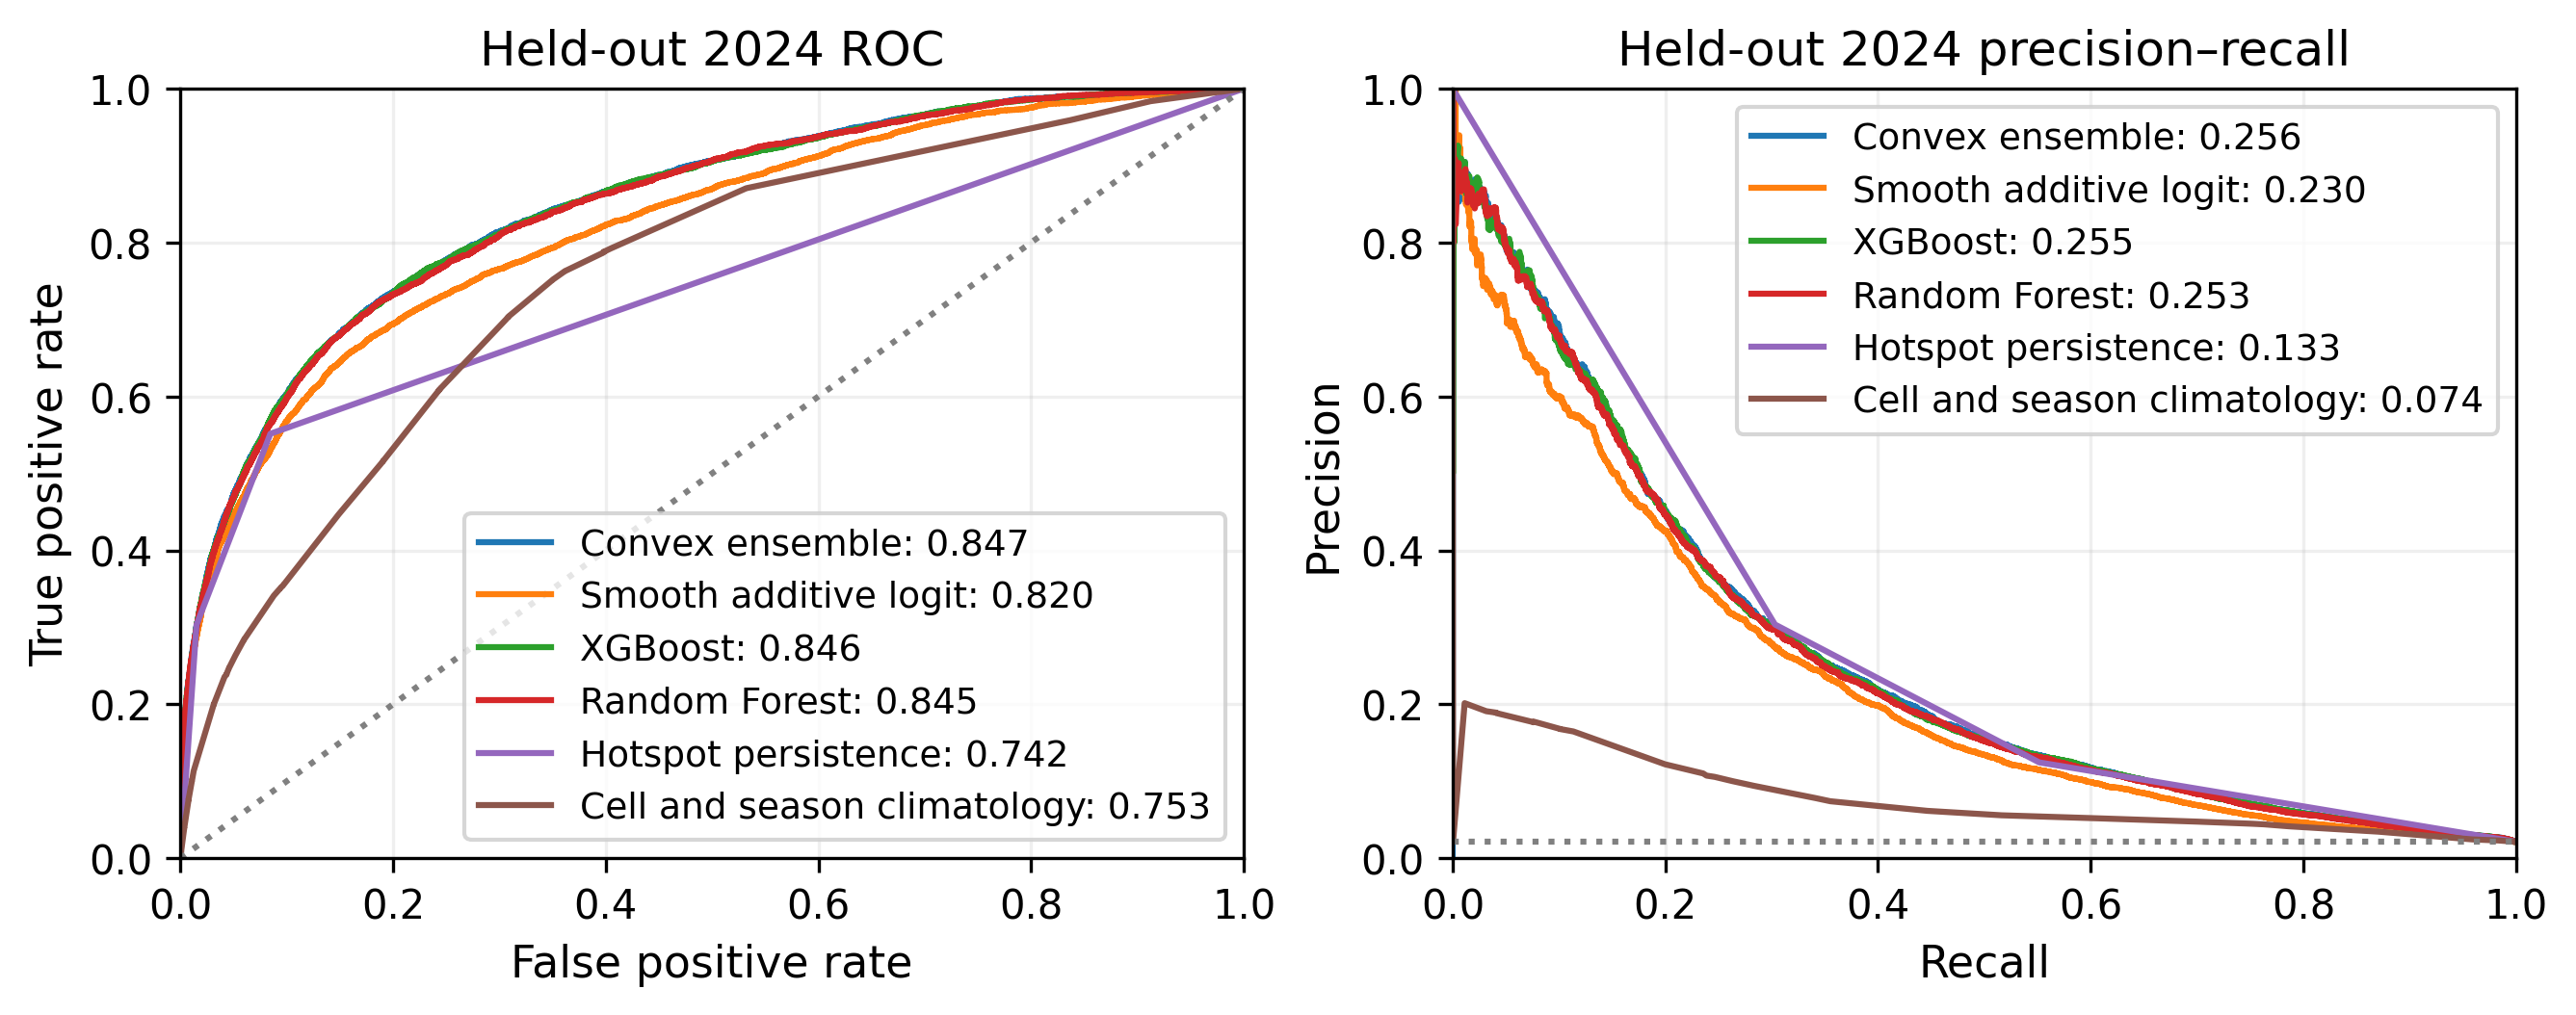 Held-out 2024 ROC
True positive rate
1.0
0.8
0.6
0.4
0.2
0.0
Convex ensemble: 0.847
Smooth additive logit: 0.820
XGBoost: 0.846
Random Forest: 0.845
Hotspot persistence: 0.742
Cell and season climatology: 0.753
0.0 0.2 0.4 0.6 0.8 1.0
False positive rate
Held-out 2024 precision–recall
Precision
1.0
0.8
0.6
0.4
0.2
0.0
Convex ensemble: 0.256
Smooth additive logit: 0.230
XGBoost: 0.255
Random Forest: 0.253
Hotspot persistence: 0.133
Cell and season climatology: 0.074
0.0 0.2 0.4 0.6 0.8 1.0
Recall